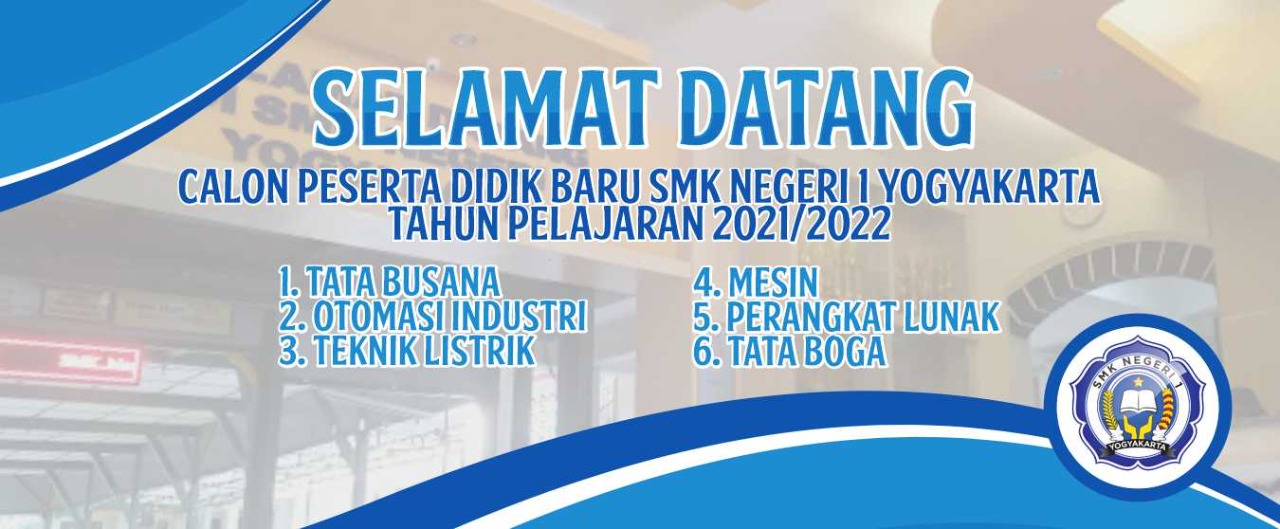 SELAMAT DATANG
CALON PESERTA DIDIK BARU SMK NEGERI 1 YOGYAKARTA
TAHUN PELAJARAN 2021/2022
1. TATA BUSANA
2. OTOMASI INDUSTRI
3. TEKNIK LISTRIK
4. MESIN
5. PERANGKAT LUNAK
6. TATA BOGA
SMK NEGERI 1
YOGYAKARTA